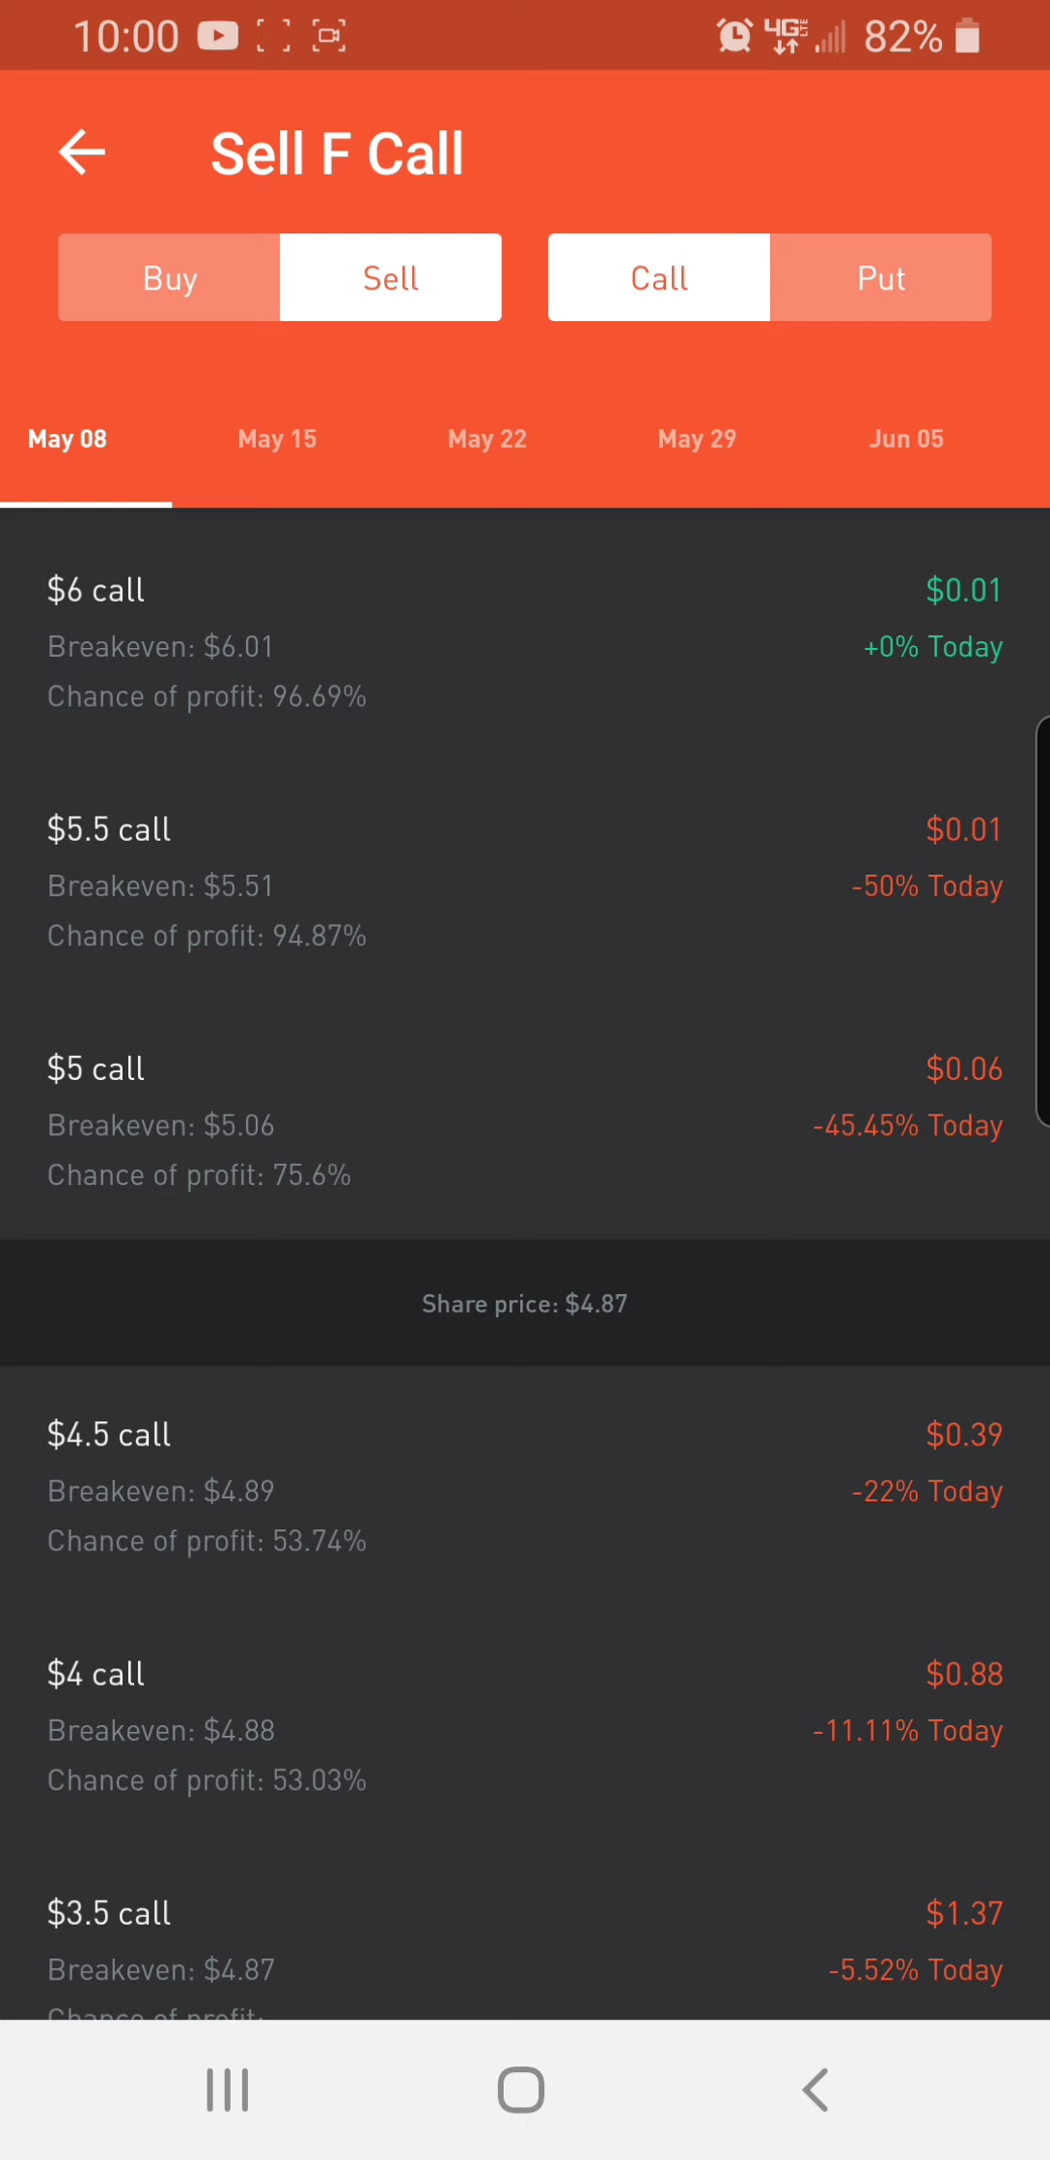 10:00 4G LTE 82%
Sell F Call
Buy Sell Call Put
May 08 May 15 May 22 May 29 Jun 05
$6 call $0.01
Breakeven: $6.01 +0% Today
Chance of profit: 96.69%
$5.5 call $0.01
Breakeven: $5.51 -50% Today
Chance of profit: 94.87%
$5 call $0.06
Breakeven: $5.06 -45.45% Today
Chance of profit: 75.6%
Share price: $4.87
$4.5 call $0.39
Breakeven: $4.89 -22% Today
Chance of profit: 53.74%
$4 call $0.88
Breakeven: $4.88 -11.11% Today
Chance of profit: 53.03%
$3.5 call $1.37
Breakeven: $4.87 -5.52% Today
Chance of profit: